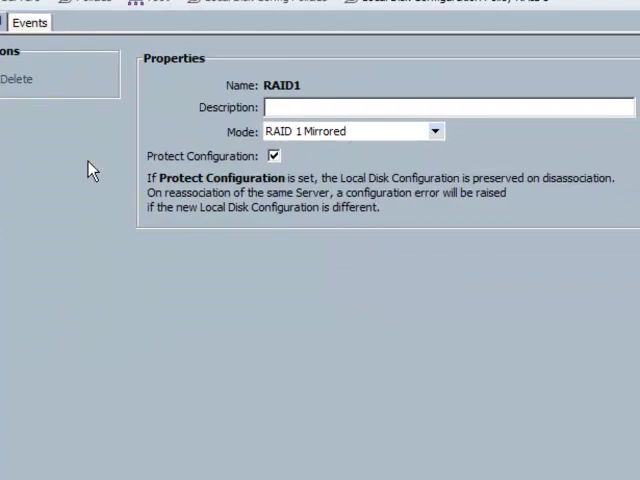 Events
ons
Properties
Delete
Name: RAID1
Description:
Mode: RAID 1 Mirrored
Protect Configuration:
If Protect Configuration is set, the Local Disk Configuration is preserved on disassociation.
On reassociation of the same Server, a configuration error will be raised
if the new Local Disk Configuration is different.